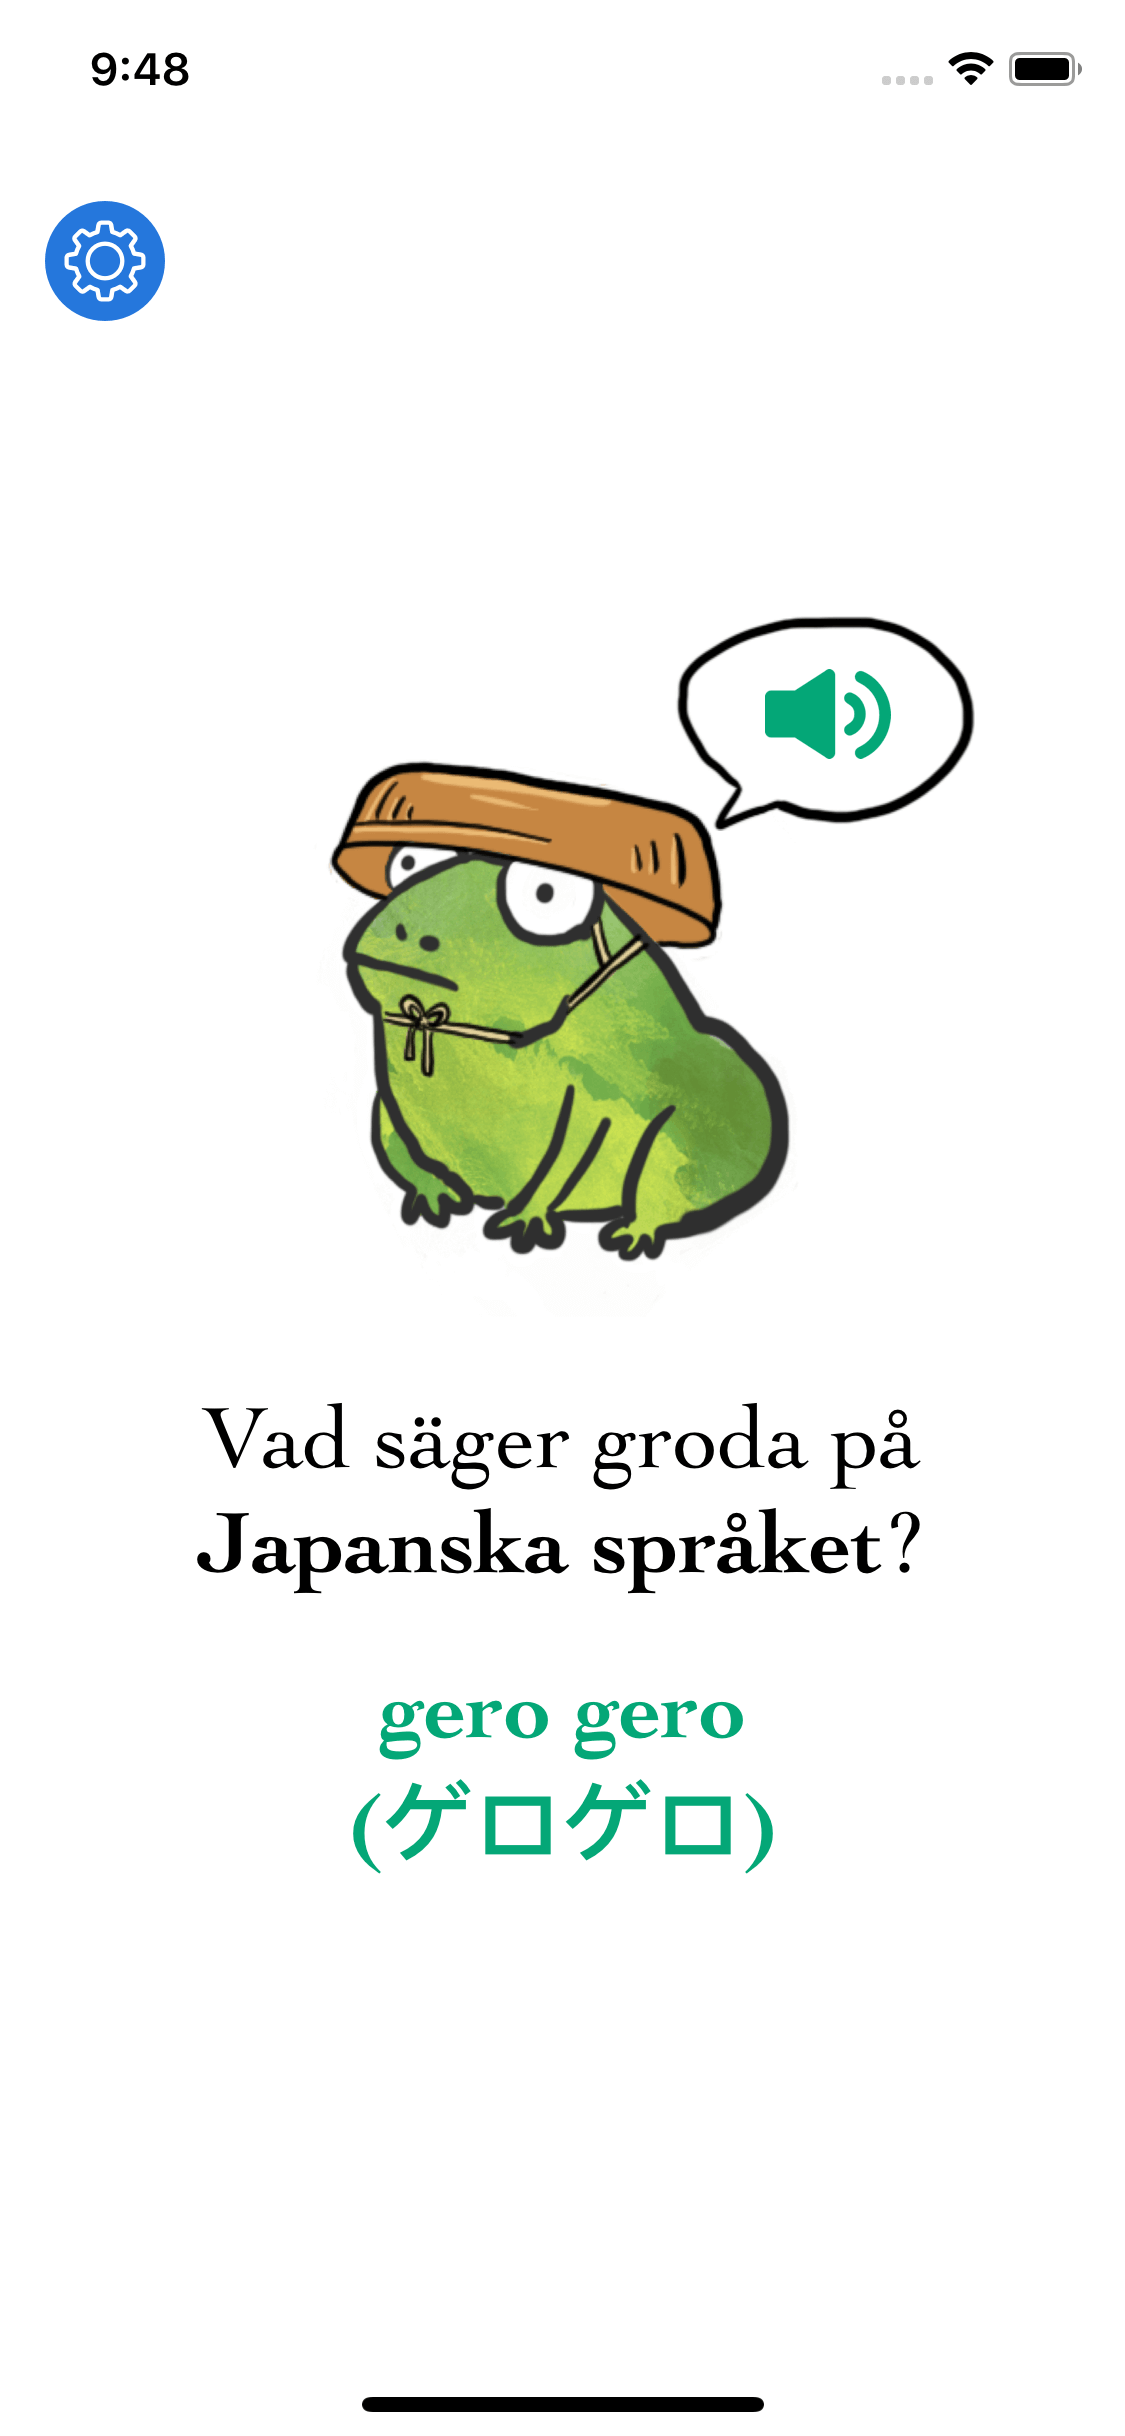 9:48
Vad säger groda på
Japanska språket?
gero gero
(ゲロゲロ)